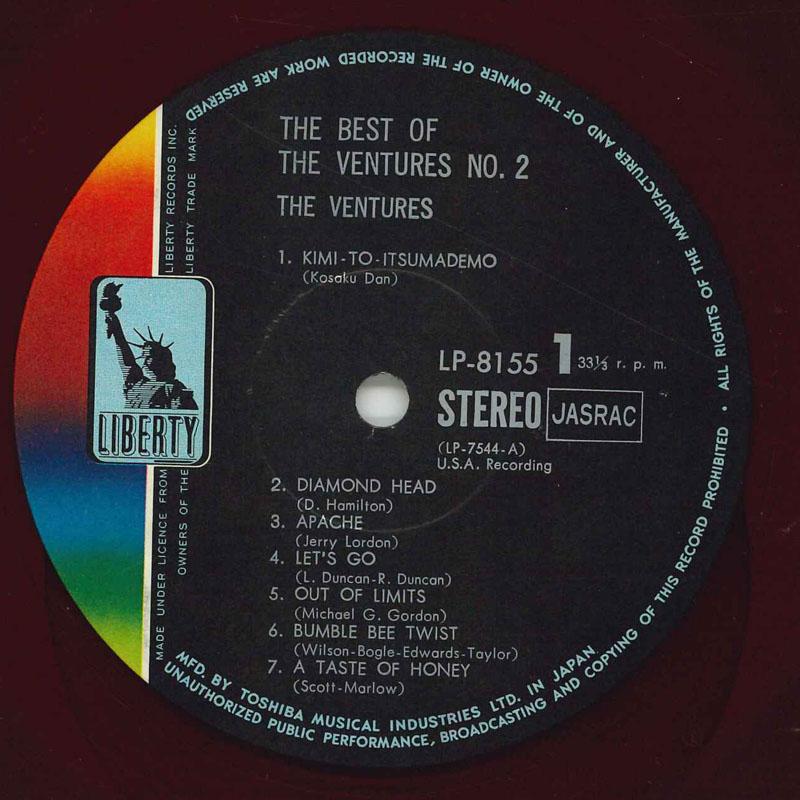 THE BEST OF
THE VENTURES NO. 2
THE VENTURES
1. KIMI-TO-ITSUMADEMO
(Kosaku Dan)
LP-8155 1 33⅓ r. p. m.
STEREO JASRAC
(LP-7544-A)
U.S.A. Recording
2. DIAMOND HEAD
(D. Hamilton)
3. APACHE
(Jerry Lordon)
4. LET'S GO
(L. Duncan-R. Duncan)
5. OUT OF LIMITS
(Michael G. Gordon)
6. BUMBLE BEE TWIST
(Wilson-Bogle-Edwards-Taylor)
7. A TASTE OF HONEY
(Scott-Marlow)
LIBERTY
MADE UNDER LICENCE FROM LIBERTY RECORDS INC.
OWNERS OF THE LIBERTY TRADE MARK
MFD. BY TOSHIBA MUSICAL INDUSTRIES LTD. IN JAPAN
UNAUTHORIZED PUBLIC PERFORMANCE, BROADCASTING AND COPYING OF THIS RECORD PROHIBITED • ALL RIGHTS OF THE MANUFACTURER AND OF THE OWNER OF THE RECORDED WORK ARE RESERVED